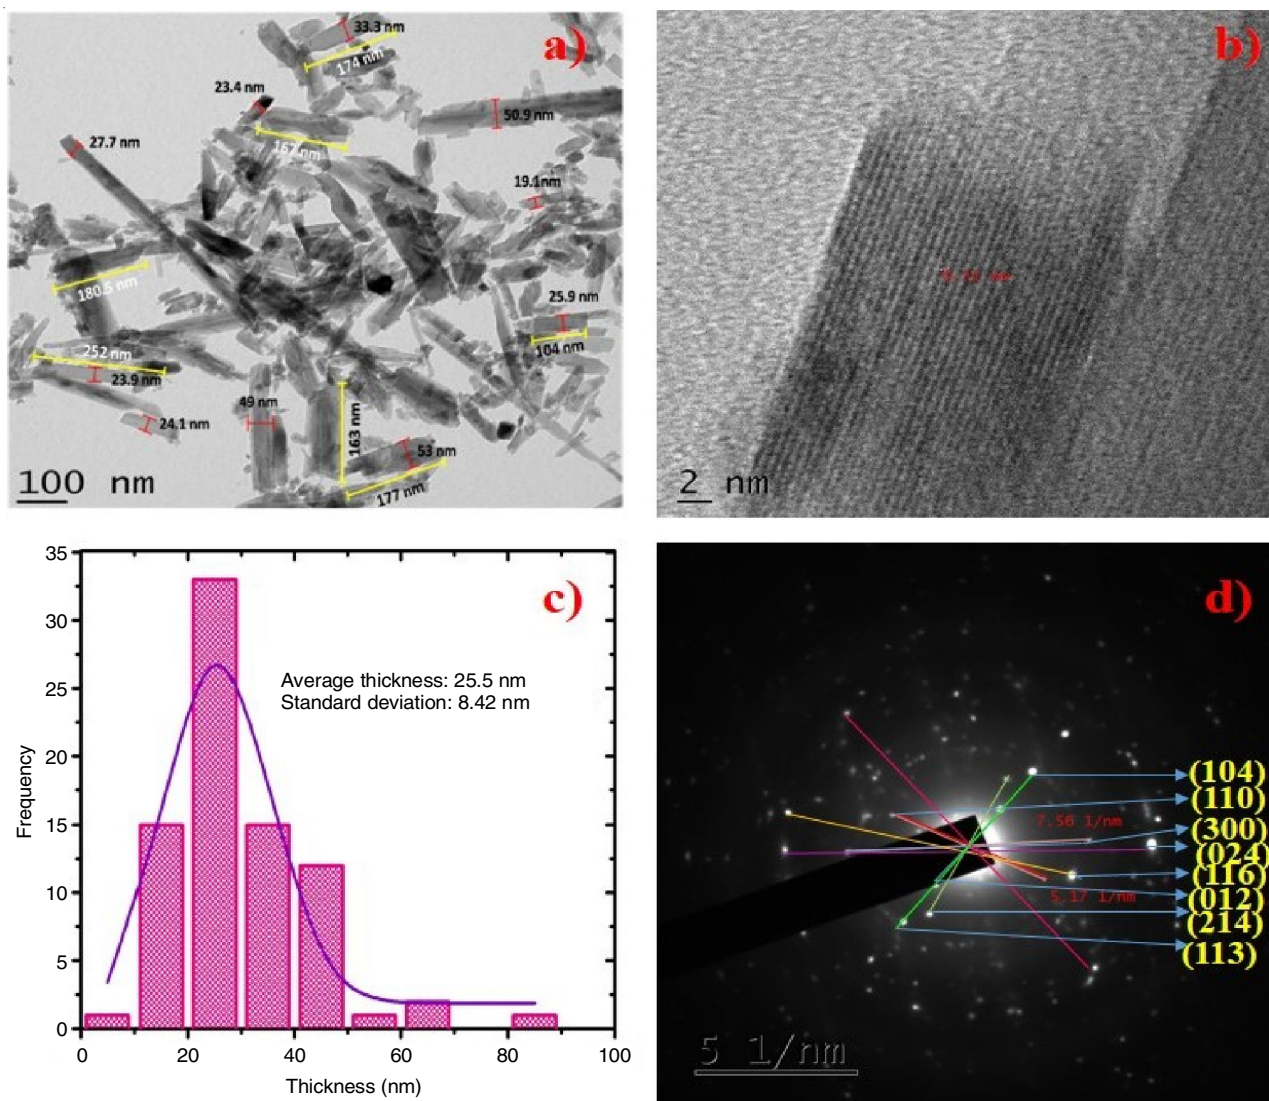 a)
33.3 nm
174 nm
23.4 nm
50.9 nm
27.7 nm
167 nm
19.1nm
180.5 nm
25.9 nm
104 nm
252 nm
23.9 nm
49 nm
163 nm
24.1 nm
53 nm
177 nm
100 nm
b)
2 nm
c)
35
30
25
20
15
10
5
0
Frequency
Average thickness: 25.5 nm
Standard deviation: 8.42 nm
0 20 40 60 80 100
Thickness (nm)
d)
(104)
(110)
7.56 1/nm
(300)
(024)
(116)
5.17 1/nm
(012)
(214)
(113)
5 1/nm